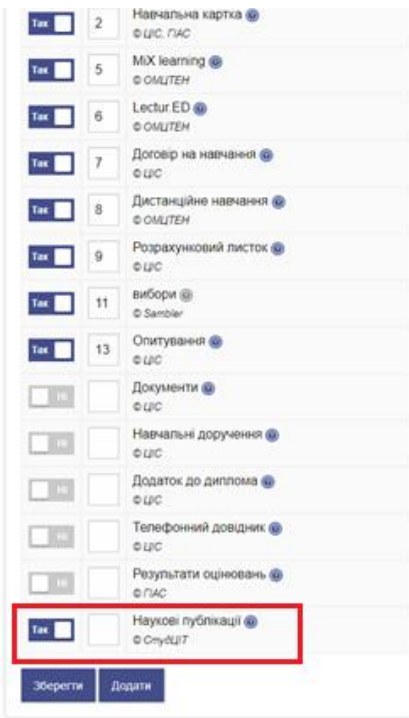 Так 2 Навчальна картка
© ЦІС, ПАС
Так 5 MiX learning
© ОМЦТЕН
Так 6 Lectur.ED
© ОМЦТЕН
Так 7 Договір на навчання
© ЦІС
Так 8 Дистанційне навчання
© ОМЦТЕН
Так 9 Розрахунковий листок
© ЦІС
Так 11 вибори
© Sambler
Так 13 Опитування
© ЦІС
Ні Документи
© ЦІС
Ні Навчальні доручення
© ЦІС
Ні Додаток до диплома
© ЦІС
Ні Телефонний довідник
© ЦІС
Ні Результати оцінювань
© ПАС
Так Наукові публікації
© СтудЦІТ
Зберегти Додати